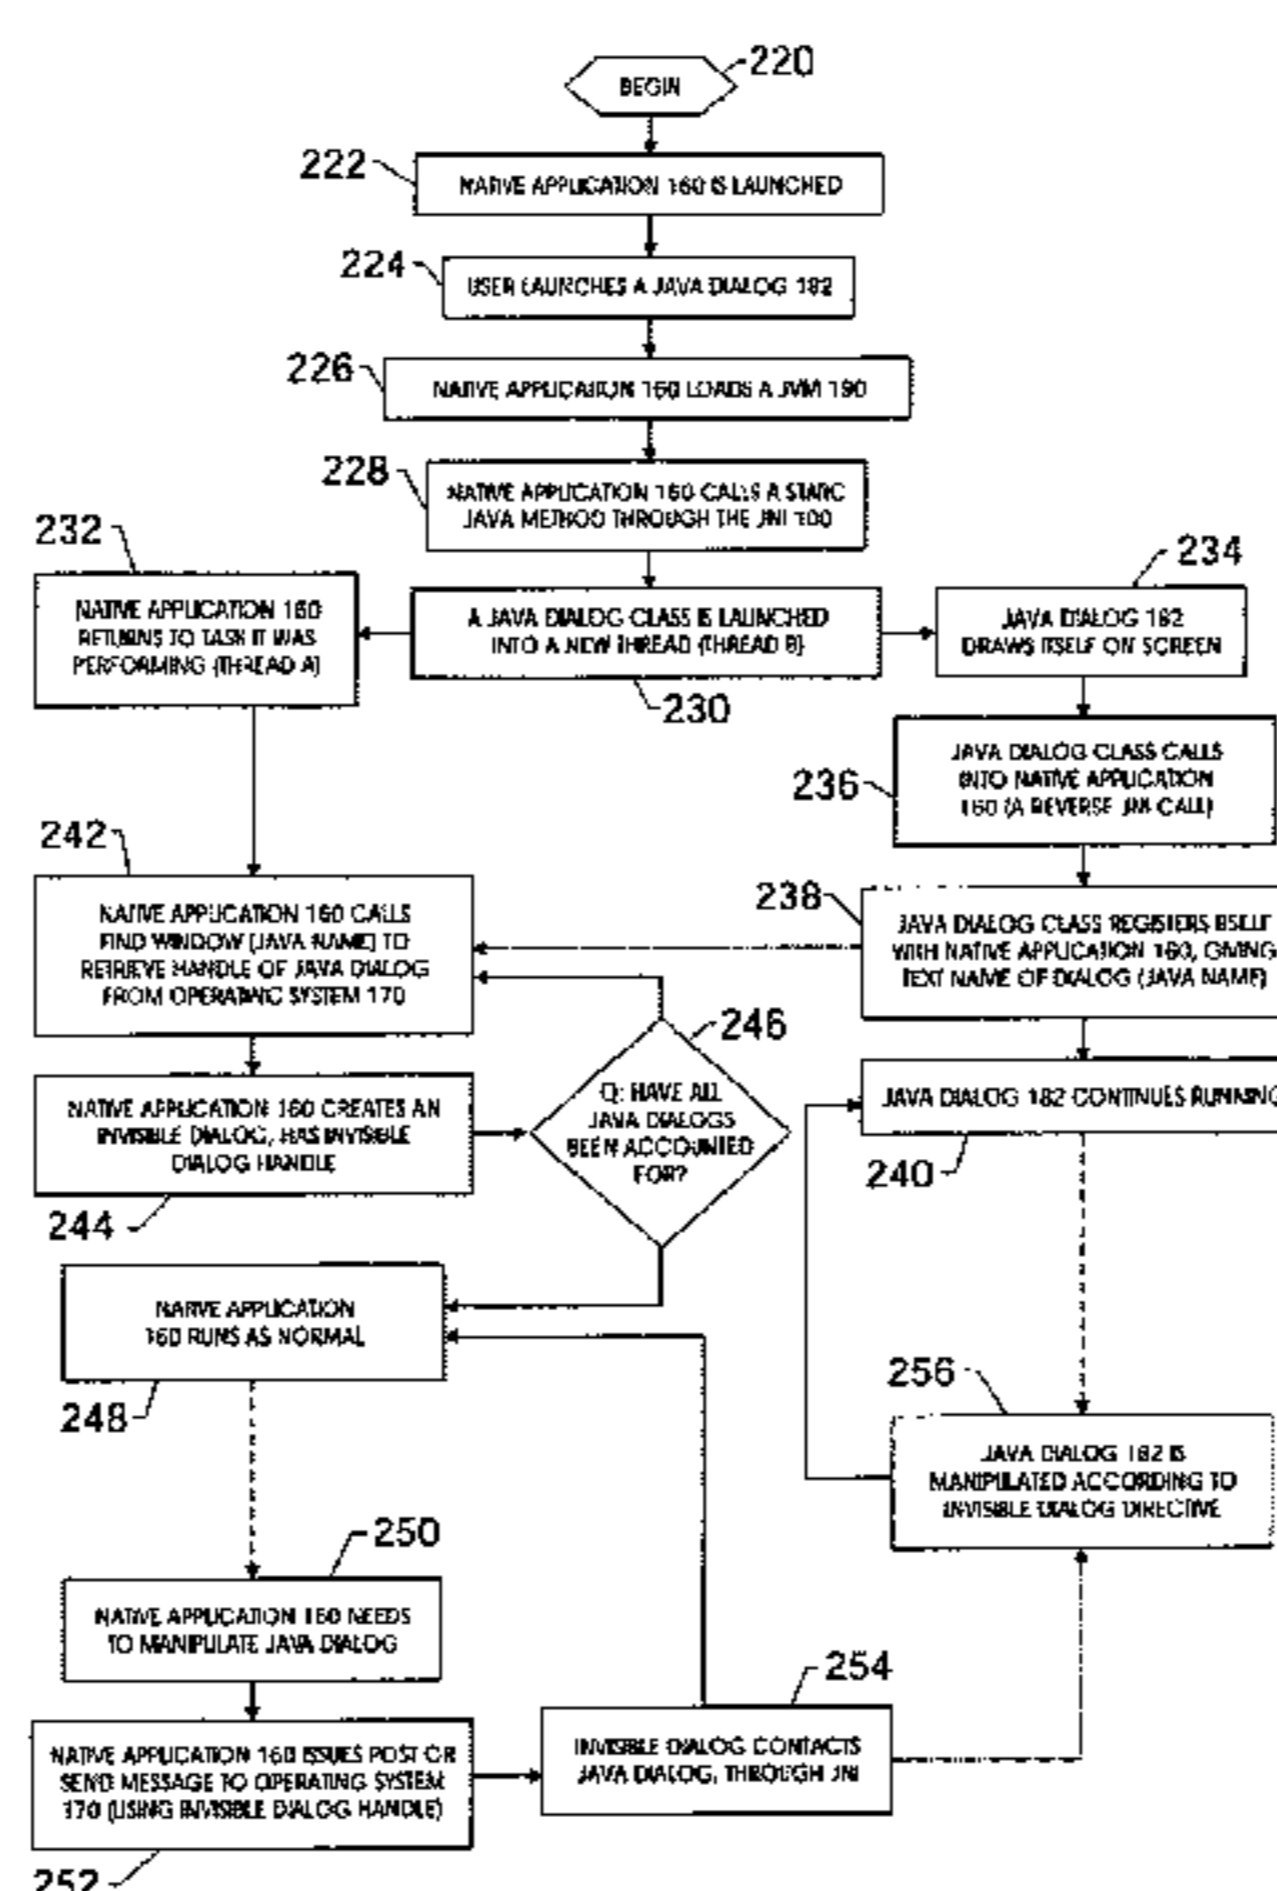 220
BEGIN
222
NATIVE APPLICATION 160 IS LAUNCHED
224
USER LAUNCHES A JAVA DIALOG 182
226
NATIVE APPLICATION 160 LOADS A JVM 190
228
NATIVE APPLICATION 160 CALLS A STATIC
JAVA METHOD THROUGH THE JNI 100
232
NATIVE APPLICATION 160
RETURNS TO TASK IT WAS
PERFORMING (THREAD A)
A JAVA DIALOG CLASS IS LAUNCHED
INTO A NEW THREAD (THREAD B)
230
234
JAVA DIALOG 182
DRAWS ITSELF ON SCREEN
236
JAVA DIALOG CLASS CALLS
INTO NATIVE APPLICATION
160 (A REVERSE JNI CALL)
242
NATIVE APPLICATION 160 CALLS
FIND WINDOW (JAVA NAME) TO
RETRIEVE HANDLE OF JAVA DIALOG
FROM OPERATING SYSTEM 170
238
JAVA DIALOG CLASS REGISTERS ITSELF
WITH NATIVE APPLICATION 160, GIVING
TEXT NAME OF DIALOG (JAVA NAME)
246
Q: HAVE ALL
JAVA DIALOGS
BEEN ACCOUNTED
FOR?
NATIVE APPLICATION 160 CREATES AN
INVISIBLE DIALOG, HAS INVISIBLE
DIALOG HANDLE
244
JAVA DIALOG 182 CONTINUES RUNNING
240
NATIVE APPLICATION
160 RUNS AS NORMAL
248
256
JAVA DIALOG 182 IS
MANIPULATED ACCORDING TO
INVISIBLE DIALOG DIRECTIVE
250
NATIVE APPLICATION 160 NEEDS
TO MANIPULATE JAVA DIALOG
254
INVISIBLE DIALOG CONTACTS
JAVA DIALOG, THROUGH JNI
NATIVE APPLICATION 160 ISSUES POST OR
SEND MESSAGE TO OPERATING SYSTEM
170 (USING INVISIBLE DIALOG HANDLE)
252